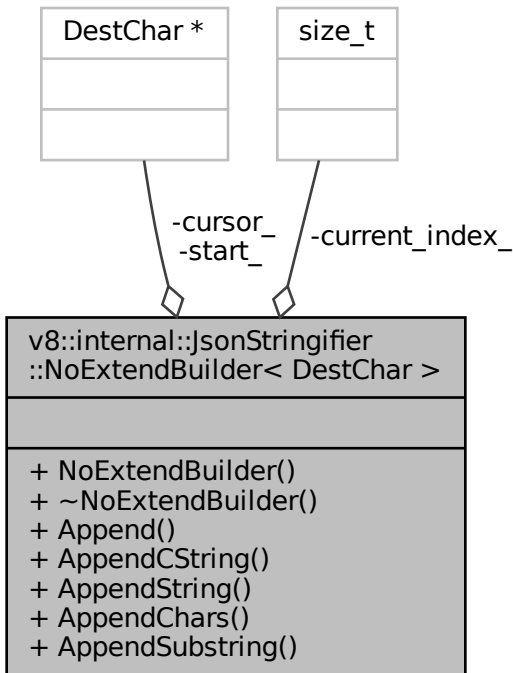 DestChar *
size_t
-cursor_
-start_
-current_index_
v8::internal::JsonStringifier
::NoExtendBuilder< DestChar >
+ NoExtendBuilder()
+ ~NoExtendBuilder()
+ Append()
+ AppendCString()
+ AppendString()
+ AppendChars()
+ AppendSubstring()